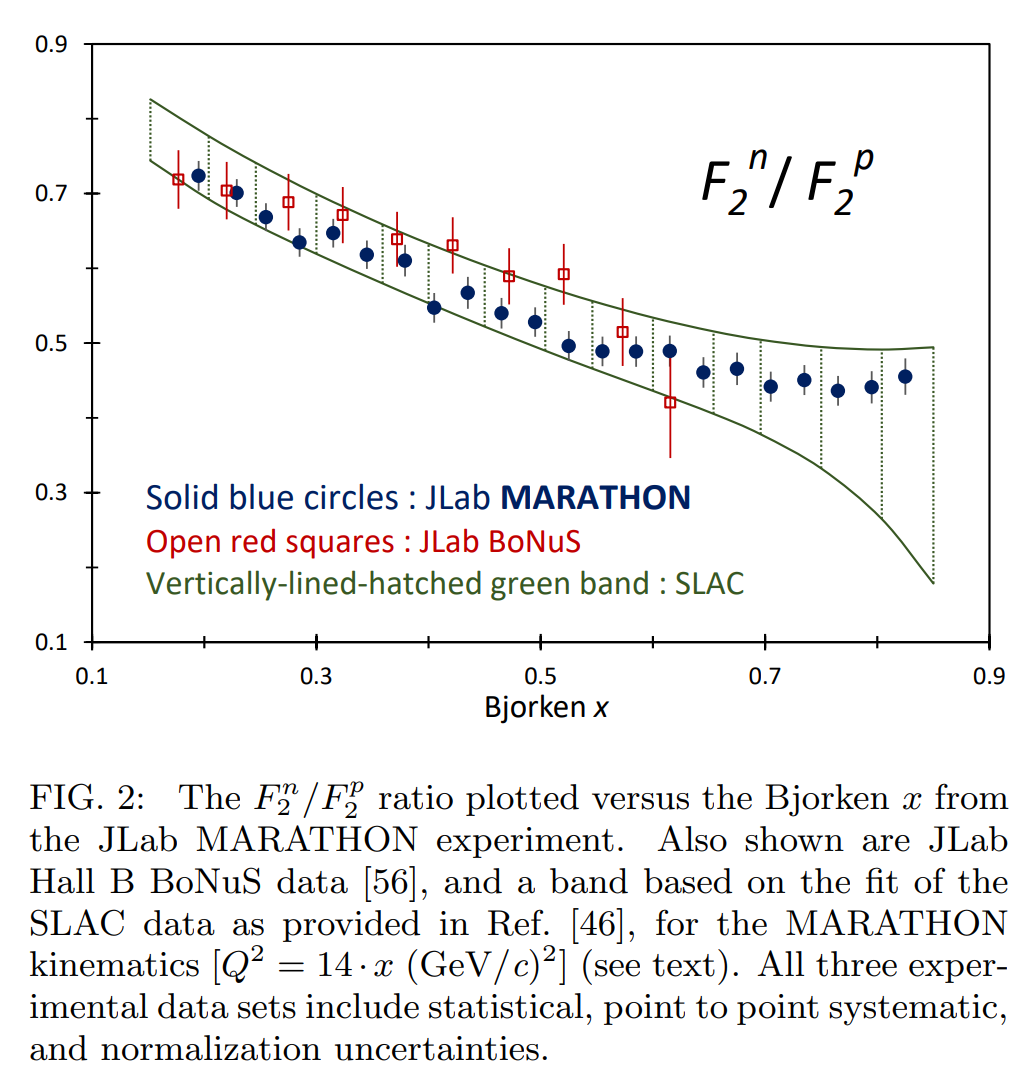 0.9
F₂ⁿ/ F₂ᵖ
0.7
0.5
0.3
Solid blue circles : JLab MARATHON
Open red squares : JLab BoNuS
Vertically-lined-hatched green band : SLAC
0.1
0.1 0.3 0.5 0.7 0.9
Bjorken x
FIG. 2: The F₂ⁿ/F₂ᵖ ratio plotted versus the Bjorken x from
the JLab MARATHON experiment. Also shown are JLab
Hall B BoNuS data [56], and a band based on the fit of the
SLAC data as provided in Ref. [46], for the MARATHON
kinematics [Q² = 14 · x (GeV/c)²] (see text). All three exper-
imental data sets include statistical, point to point systematic,
and normalization uncertainties.